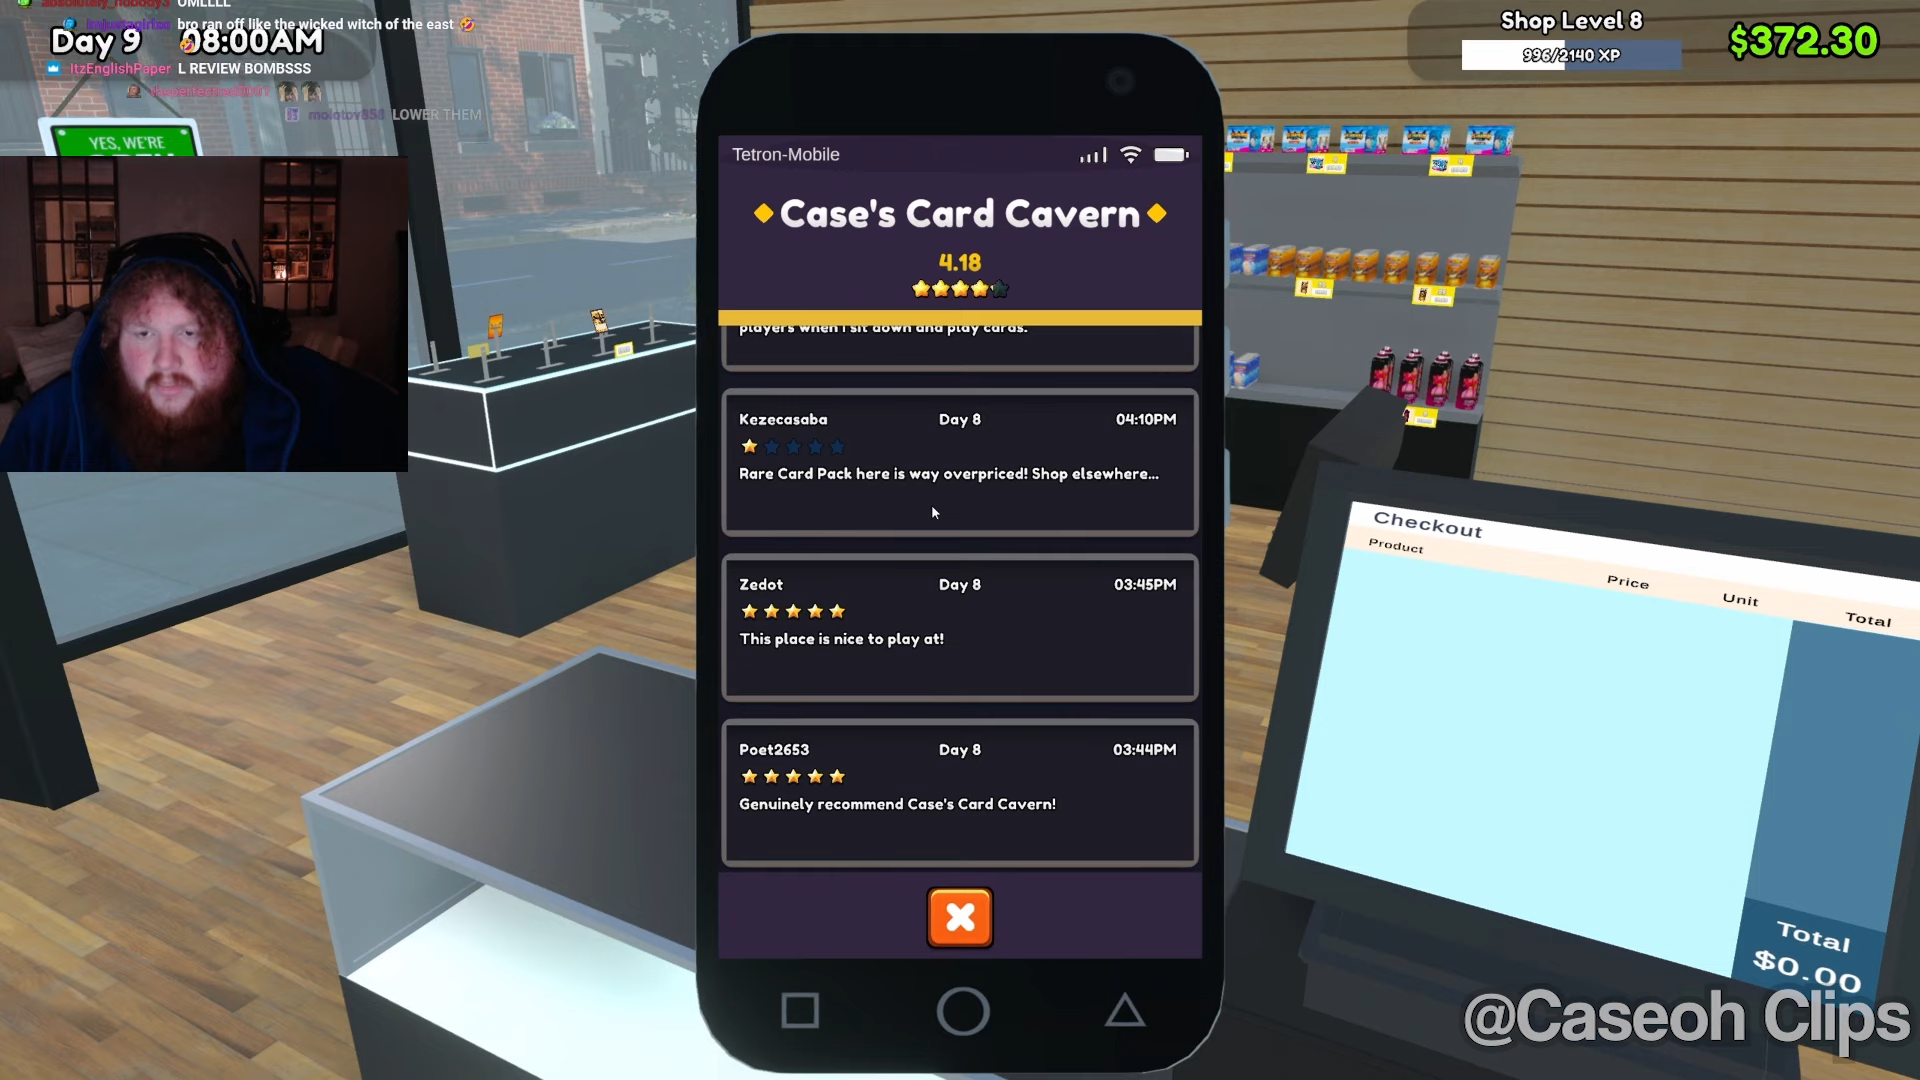 OMLLLL
bro ran off like the wicked witch of the east
Day 9 08:00AM
ItzEnglishPaper L REVIEW BOMBSSS
molotov858 LOWER THEM
YES, WE'RE
Shop Level 8
996/2140 XP
$372.30
Tetron-Mobile
Case's Card Cavern
4.18
players when I sit down and play cards.
Kezecasaba Day 8 04:10PM
Rare Card Pack here is way overpriced! Shop elsewhere...
Zedot Day 8 03:45PM
This place is nice to play at!
Poet2653 Day 8 03:44PM
Genuinely recommend Case's Card Cavern!
Checkout
Product Price Unit Total
Total
$0.00
@Caseoh Clips